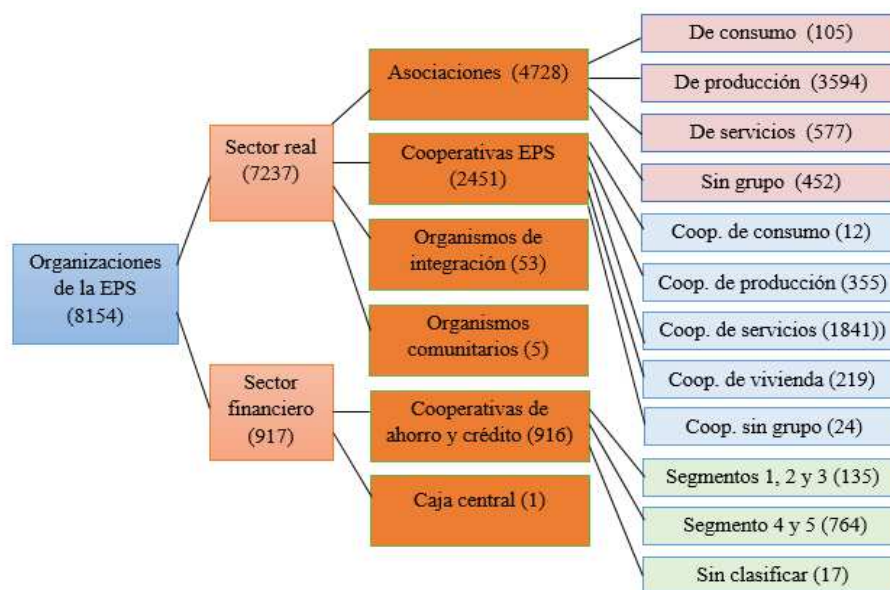 Organizaciones
de la EPS
(8154)
Sector real
(7237)
Sector
financiero
(917)
Asociaciones (4728)
Cooperativas EPS
(2451)
Organismos de
integración (53)
Organismos
comunitarios (5)
Cooperativas de
ahorro y crédito (916)
Caja central (1)
De consumo (105)
De producción (3594)
De servicios (577)
Sin grupo (452)
Coop. de consumo (12)
Coop. de producción (355)
Coop. de servicios (1841))
Coop. de vivienda (219)
Coop. sin grupo (24)
Segmentos 1, 2 y 3 (135)
Segmento 4 y 5 (764)
Sin clasificar (17)